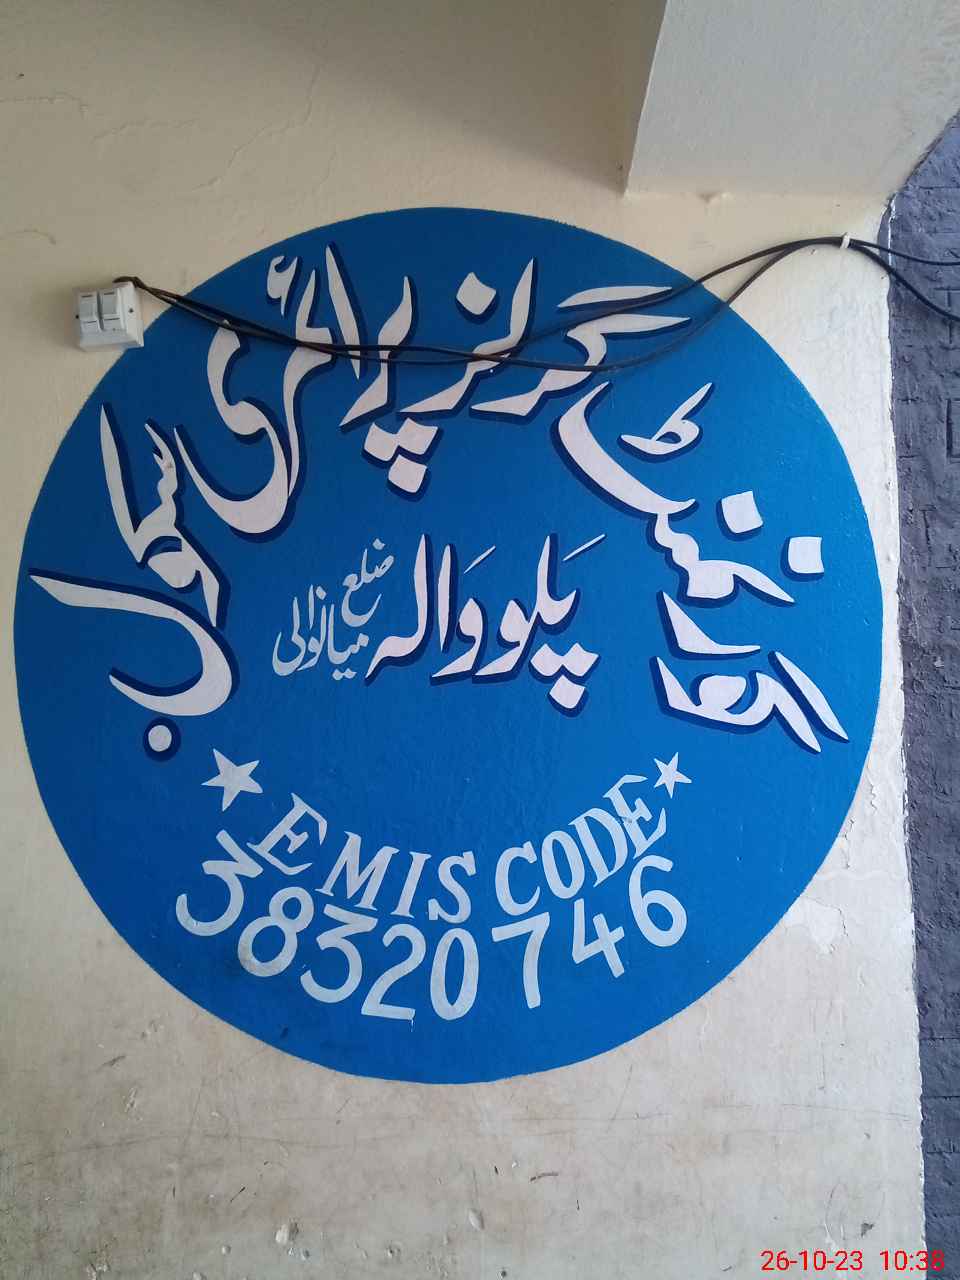 گورنمنٹ گرلز پرائمری سکول
پلووالہ
ضلع
میانوالی
EMIS CODE
38320746
26-10-23 10:38